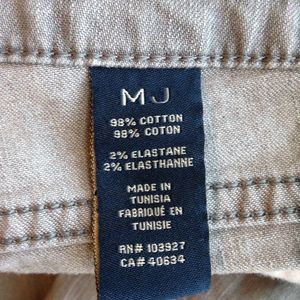 MJ
98% COTTON
98% COTON
2% ELASTANE
2% ELASTHANNE
MADE IN
TUNISIA
FABRIQUÉ EN
TUNISIE
RN# 103927
CA# 40634